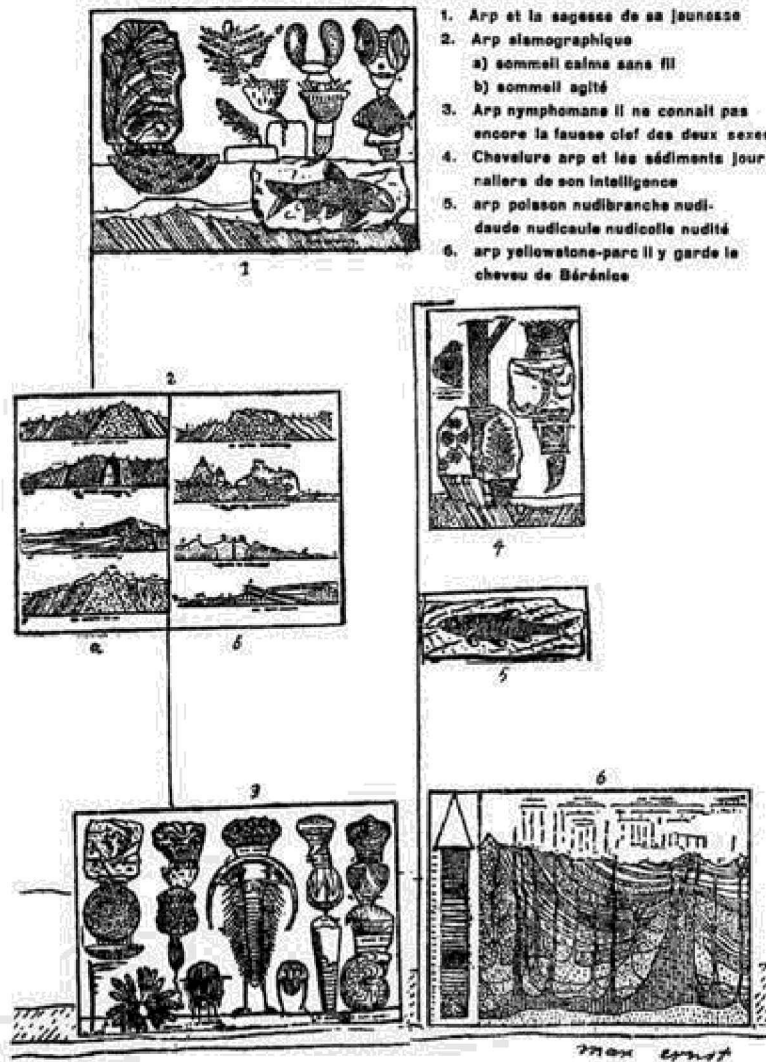 1. Arp et la sagesse de sa jeunesse
2. Arp sismographique
a) sommeil calme sans fil
b) sommeil agité
3. Arp nymphomane il ne connait pas
encore la fausse clef des deux sexes
4. Chevelure arp et les sédiments jour-
naliers de son intelligence
5. arp poisson nudibranche nudi-
daude nudicaule nudicolle nudité
6. arp yellowstone-parc il y garde le
cheveu de Bérénice
1
2
4
a
b
5
3
6
max ernst